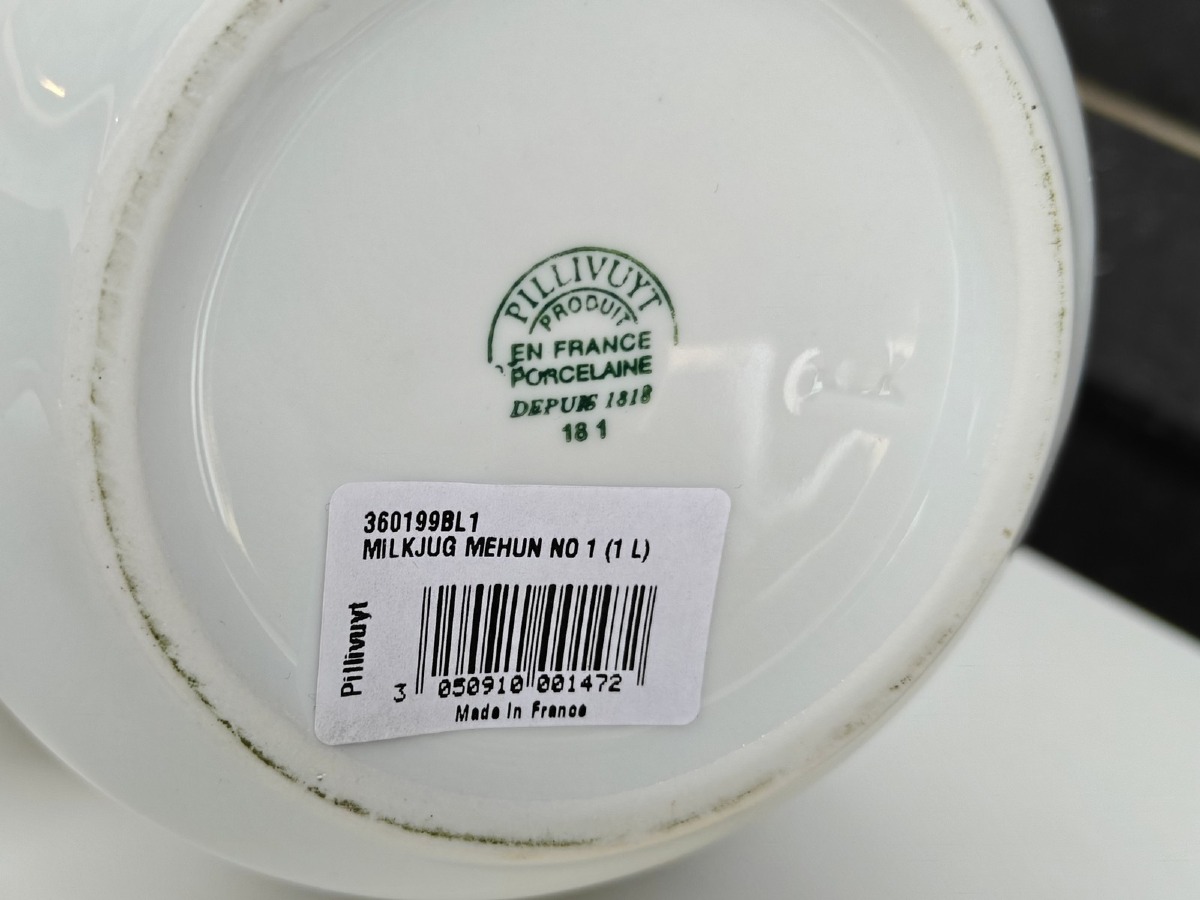 PILLIVUYT
PRODUIT
EN FRANCE
PORCELAINE
DEPUIS 1818
18 1
360199BL1
MILKJUG MEHUN NO 1 (1 L)
Pillivuyt
3 050910 001472
Made In France